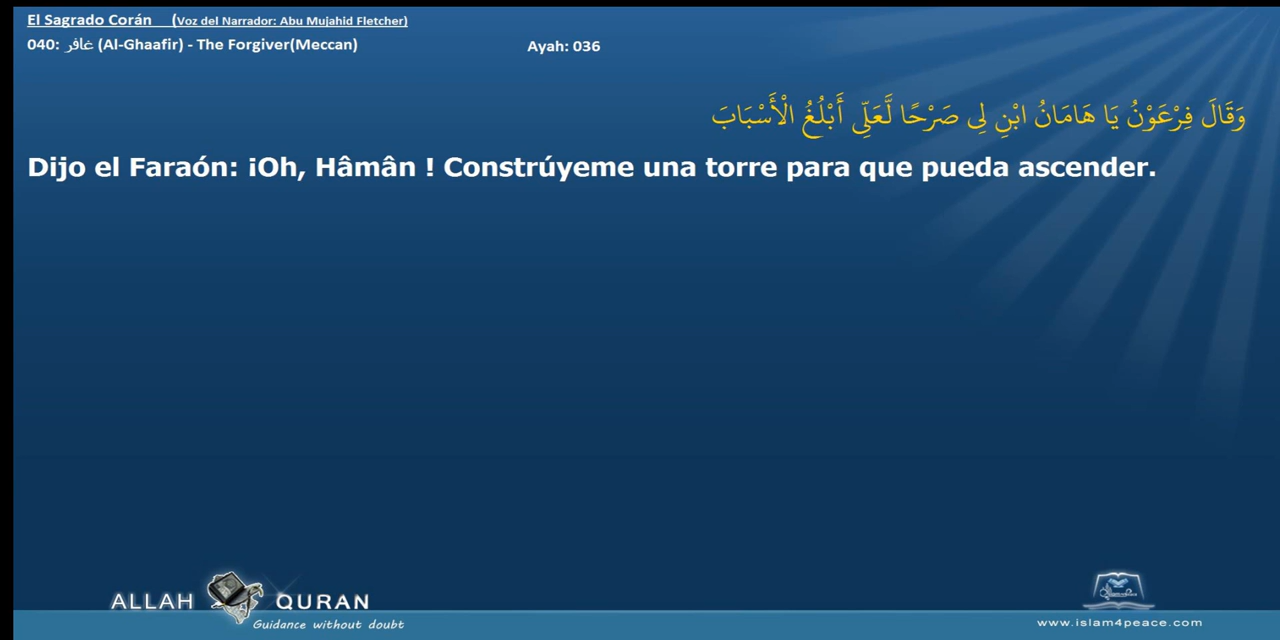 El Sagrado Corán (Voz del Narrador: Abu Mujahid Fletcher)
040: غافر (Al-Ghaafir) - The Forgiver(Meccan) Ayah: 036
وَقَالَ فِرْعَوْنُ يَا هَامَانُ ابْنِ لِي صَرْحًا لَّعَلِّي أَبْلُغُ الْأَسْبَابَ
Dijo el Faraón: ¡Oh, Hâmân ! Constrúyeme una torre para que pueda ascender.
ALLAH QURAN
Guidance without doubt
www.islam4peace.com